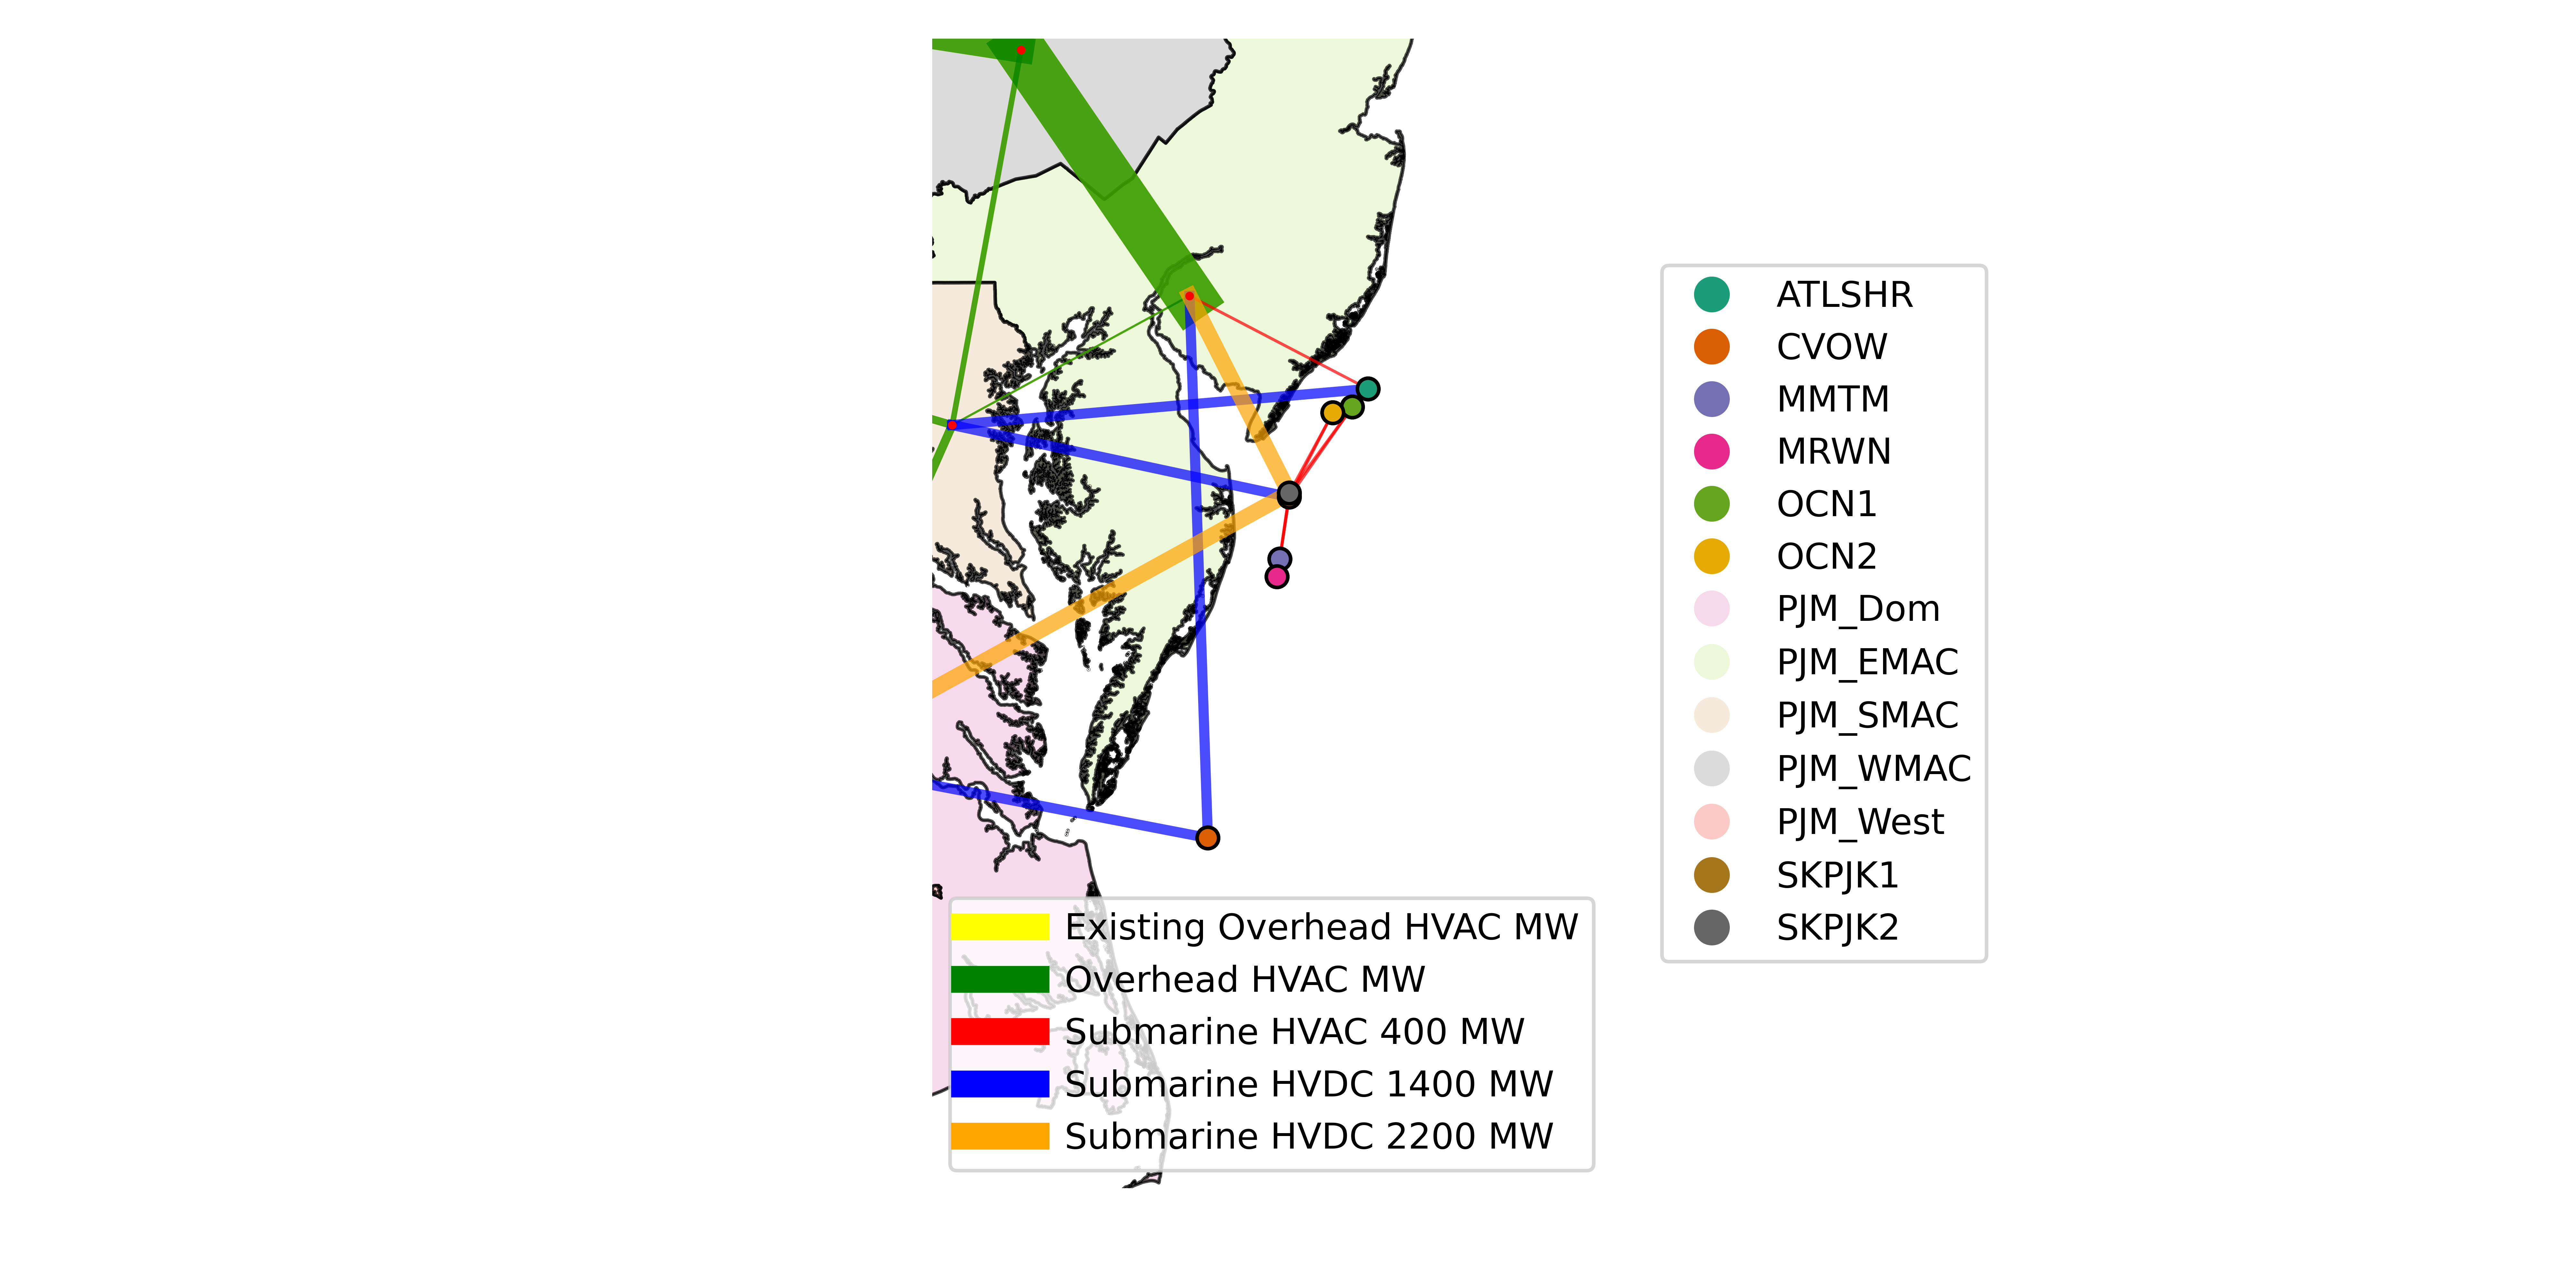 ATLSHR
CVOW
MMTM
MRWN
OCN1
OCN2
PJM_Dom
PJM_EMAC
PJM_SMAC
PJM_WMAC
PJM_West
SKPJK1
SKPJK2
Existing Overhead HVAC MW
Overhead HVAC MW
Submarine HVAC 400 MW
Submarine HVDC 1400 MW
Submarine HVDC 2200 MW